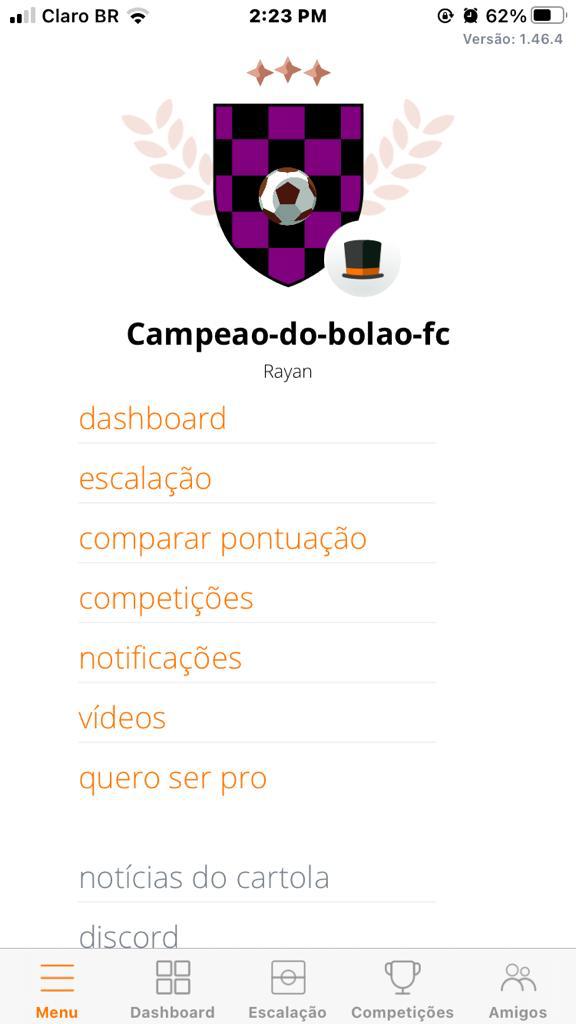 Claro BR 2:23 PM 62%
Versão: 1.46.4
Campeao-do-bolao-fc
Rayan
dashboard
escalação
comparar pontuação
competições
notificações
vídeos
quero ser pro
notícias do cartola
discord
Menu Dashboard Escalação Competições Amigos